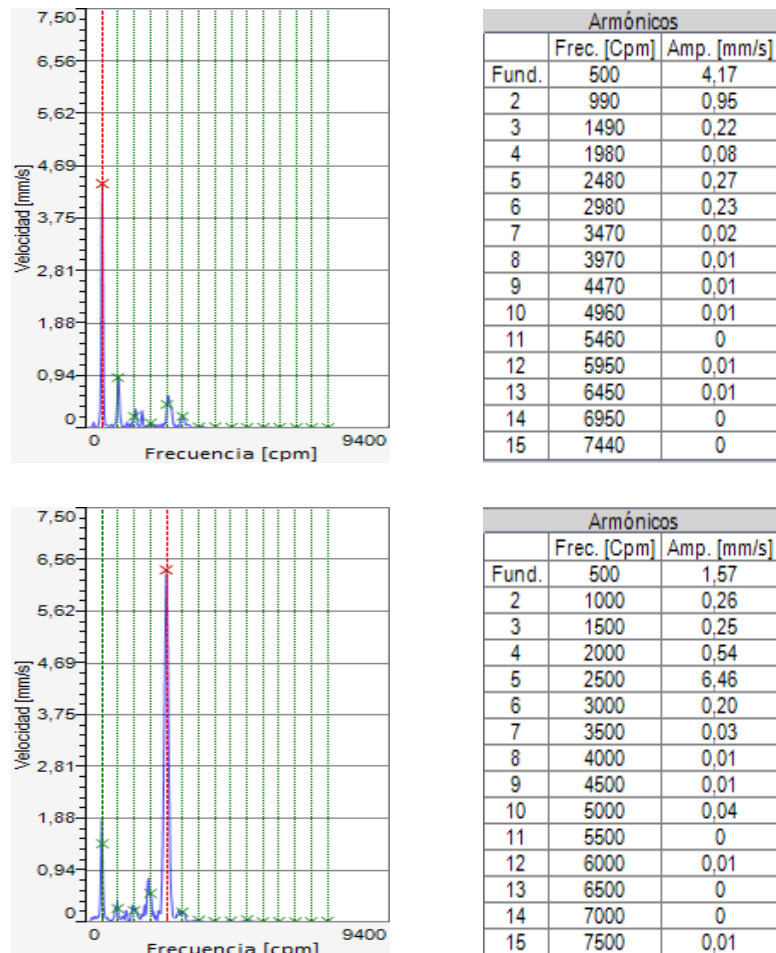 7,50
6,56
5,62
4,69
3,75
2,81
1,88
0,94
0
Velocidad [mm/s]
0 9400
Frecuencia [cpm]
Armónicos
Frec. [Cpm] Amp. [mm/s]
Fund. 500 4,17
2 990 0,95
3 1490 0,22
4 1980 0,08
5 2480 0,27
6 2980 0,23
7 3470 0,02
8 3970 0,01
9 4470 0,01
10 4960 0,01
11 5460 0
12 5950 0,01
13 6450 0,01
14 6950 0
15 7440 0
7,50
6,56
5,62
4,69
3,75
2,81
1,88
0,94
0
Velocidad [mm/s]
0 9400
Frecuencia [cpm]
Armónicos
Frec. [Cpm] Amp. [mm/s]
Fund. 500 1,57
2 1000 0,26
3 1500 0,25
4 2000 0,54
5 2500 6,46
6 3000 0,20
7 3500 0,03
8 4000 0,01
9 4500 0,01
10 5000 0,04
11 5500 0
12 6000 0,01
13 6500 0
14 7000 0
15 7500 0,01